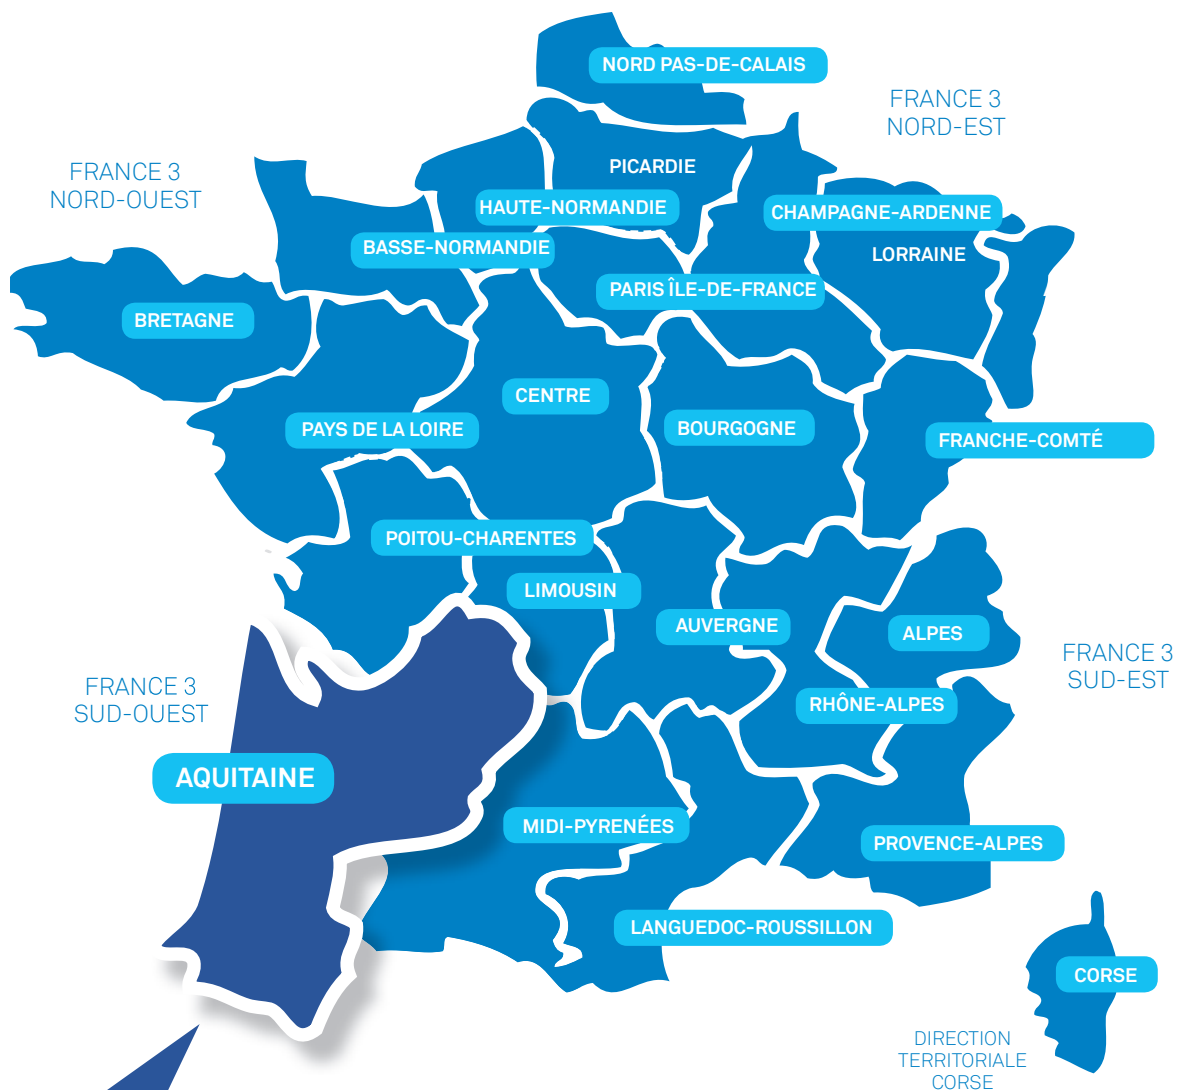 NORD PAS-DE-CALAIS
FRANCE 3
NORD-EST
PICARDIE
FRANCE 3
NORD-OUEST
HAUTE-NORMANDIE
CHAMPAGNE-ARDENNE
BASSE-NORMANDIE
LORRAINE
PARIS ÎLE-DE-FRANCE
BRETAGNE
CENTRE
PAYS DE LA LOIRE
BOURGOGNE
FRANCHE-COMTÉ
POITOU-CHARENTES
LIMOUSIN
AUVERGNE
ALPES
FRANCE 3
SUD-EST
FRANCE 3
SUD-OUEST
RHÔNE-ALPES
AQUITAINE
MIDI-PYRENÉES
PROVENCE-ALPES
LANGUEDOC-ROUSSILLON
CORSE
DIRECTION
TERRITORIALE
CORSE